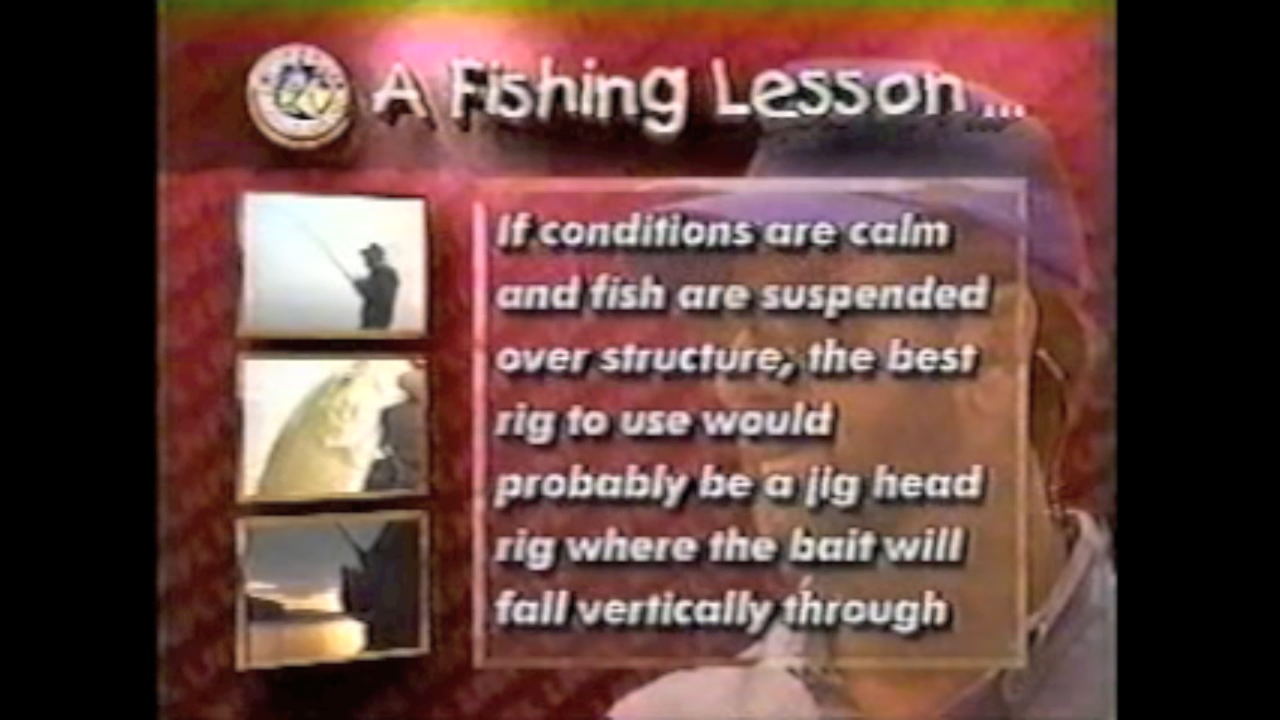 A Fishing Lesson...
If conditions are calm
and fish are suspended
over structure, the best
rig to use would
probably be a jig head
rig where the bait will
fall vertically through